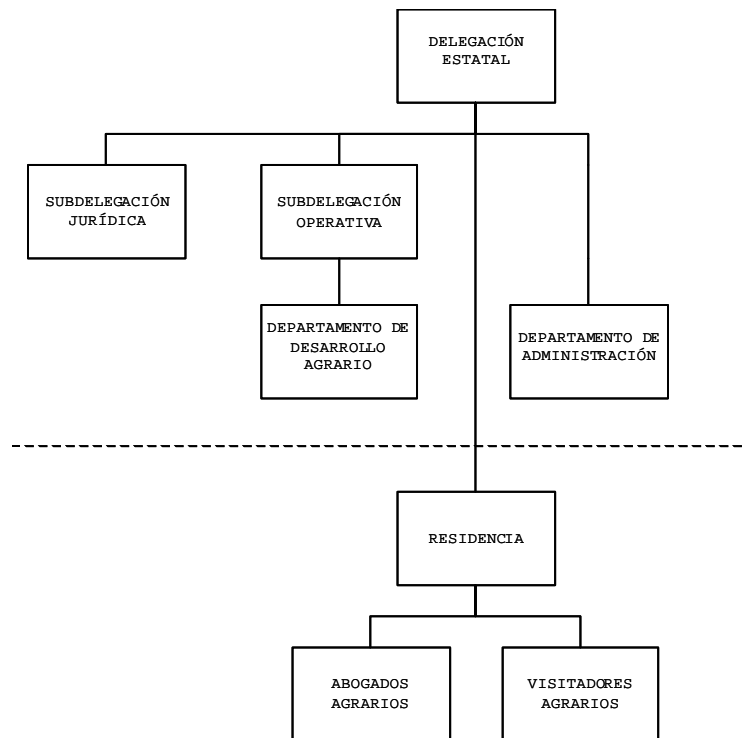 DELEGACIÓN
ESTATAL
SUBDELEGACIÓN
JURÍDICA
SUBDELEGACIÓN
OPERATIVA
DEPARTAMENTO DE
DESARROLLO
AGRARIO
DEPARTAMENTO DE
ADMINISTRACIÓN
RESIDENCIA
ABOGADOS
AGRARIOS
VISITADORES
AGRARIOS